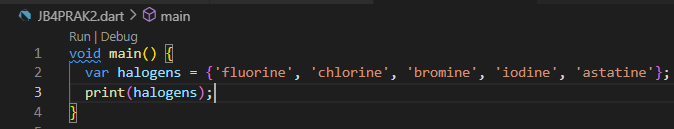 JB4PRAK2.dart > main
Run | Debug
1 void main() {
2 var halogens = {'fluorine', 'chlorine', 'bromine', 'iodine', 'astatine'};
3 print(halogens);
4 }